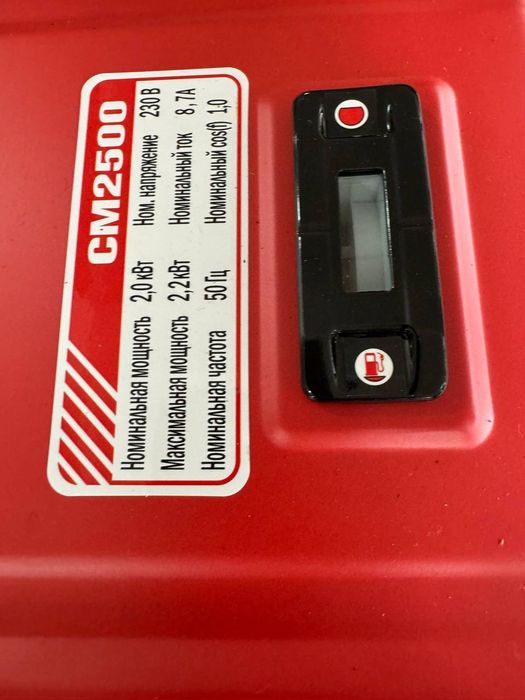 CM2500
Номинальная мощность 2,0 кВт Ном. напряжение 230 В
Максимальная мощность 2,2 кВт Номинальный ток 8,7А
Номинальная частота 50 Гц Номинальный cos(f) 1,0